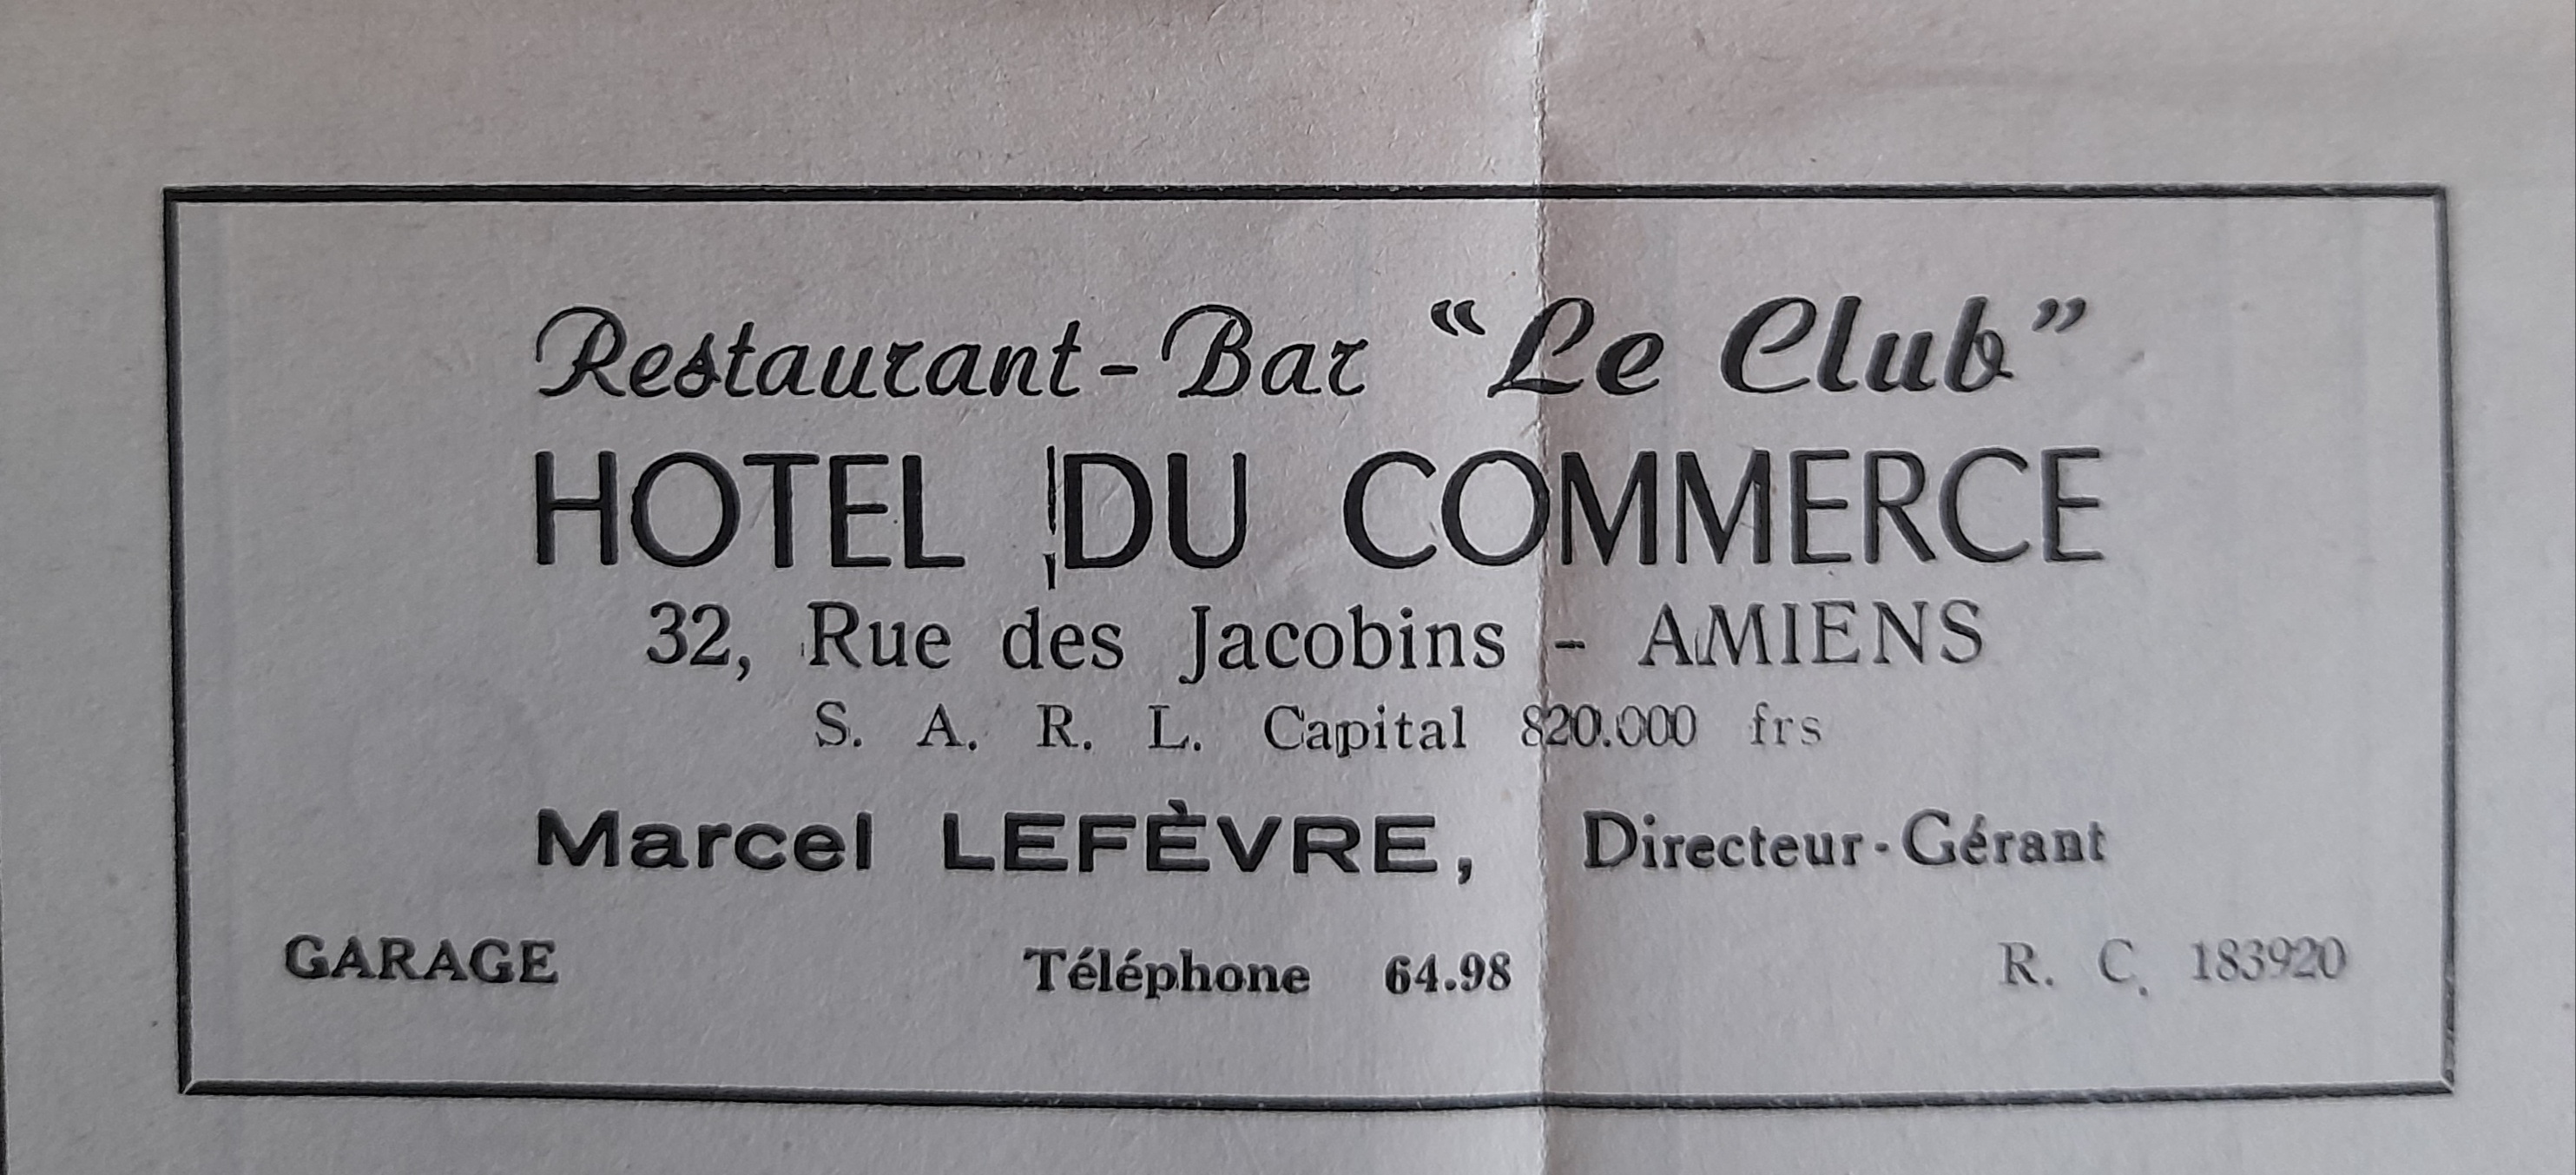 Restaurant - Bar “Le Club”
HOTEL DU COMMERCE
32, Rue des Jacobins - AMIENS
S. A. R. L. Capital 820.000 frs
Marcel LEFÈVRE, Directeur-Gérant
GARAGE Téléphone 64.98 R. C. 183920